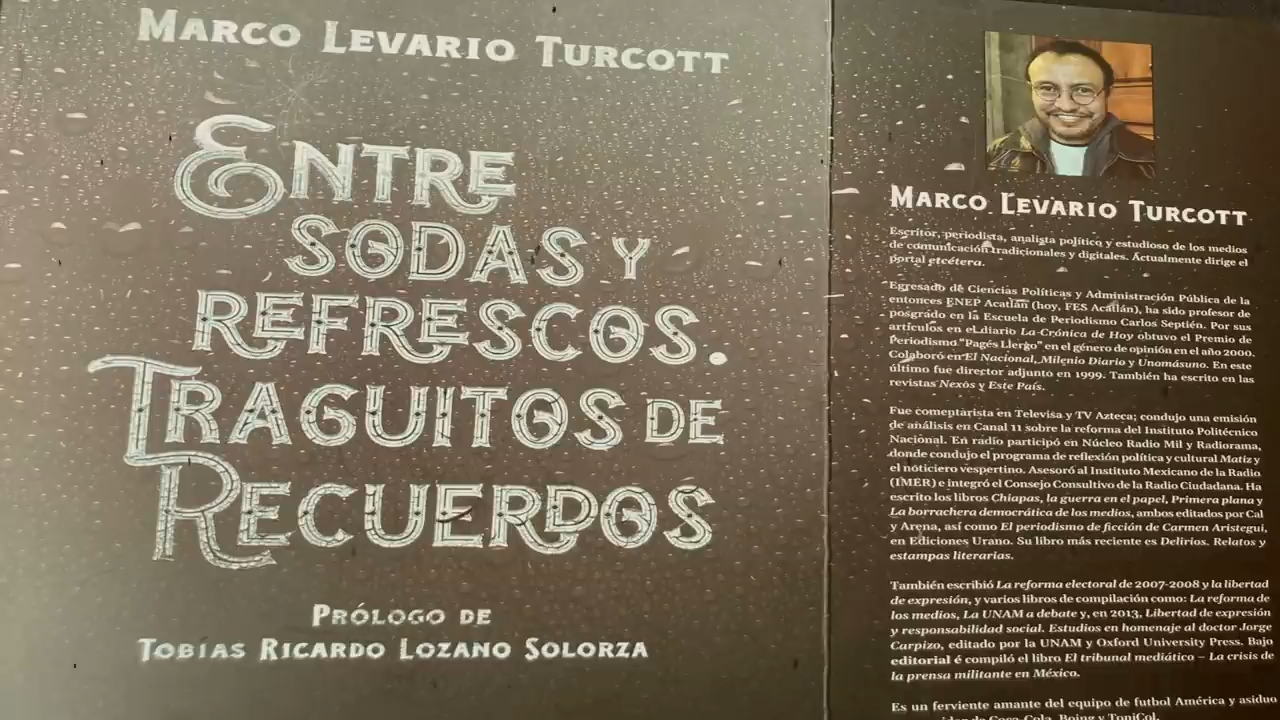 MARCO LEVARIO TURCOTT
ENTRE
SODAS Y
REFRESCOS.
TRAGUITOS DE
RECUERDOS
PRÓLOGO DE
TOBÍAS RICARDO LOZANO SOLORZA
MARCO LEVARIO TURCOTT
Escritor, periodista, analista político y estudioso de los medios
de comunicación tradicionales y digitales. Actualmente dirige el
portal etcétera.
Egresado de Ciencias Políticas y Administración Pública de la
entonces ENEP Acatlán (hoy, FES Acatlán), ha sido profesor de
posgrado en la Escuela de Periodismo Carlos Septién. Por sus
artículos en el diario La Crónica de Hoy obtuvo el Premio de
Periodismo "Pagés Llergo" en el género de opinión en el año 2000.
Colaboró en El Nacional, Milenio Diario y Unomásuno. En este
último fue director adjunto en 1999. También ha escrito en las
revistas Nexos y Este País.
Fue comentarista en Televisa y TV Azteca; condujo una emisión
de análisis en Canal 11 sobre la reforma del Instituto Politécnico
Nacional. En radio participó en Núcleo Radio Mil y Radiorama,
donde condujo el programa de reflexión política y cultural Matiz y
el noticiero vespertino. Asesoró al Instituto Mexicano de la Radio
(IMER) e integró el Consejo Consultivo de la Radio Ciudadana. Ha
escrito los libros Chiapas, la guerra en el papel, Primera plana y
La borrachera democrática de los medios, ambos editados por Cal
y Arena, así como El periodismo de ficción de Carmen Aristegui,
en Ediciones Urano. Su libro más reciente es Delirios. Relatos y
estampas literarias.
También escribió La reforma electoral de 2007-2008 y la libertad
de expresión, y varios libros de compilación como: La reforma de
los medios, La UNAM a debate y, en 2013, Libertad de expresión
y responsabilidad social. Estudios en homenaje al doctor Jorge
Carpizo, editado por la UNAM y Oxford University Press. Bajo
editorial é compiló el libro El tribunal mediático – La crisis de
la prensa militante en México.
Es un ferviente amante del equipo de futbol América y asiduo
de Coca-Cola, Boing y ToniCol.